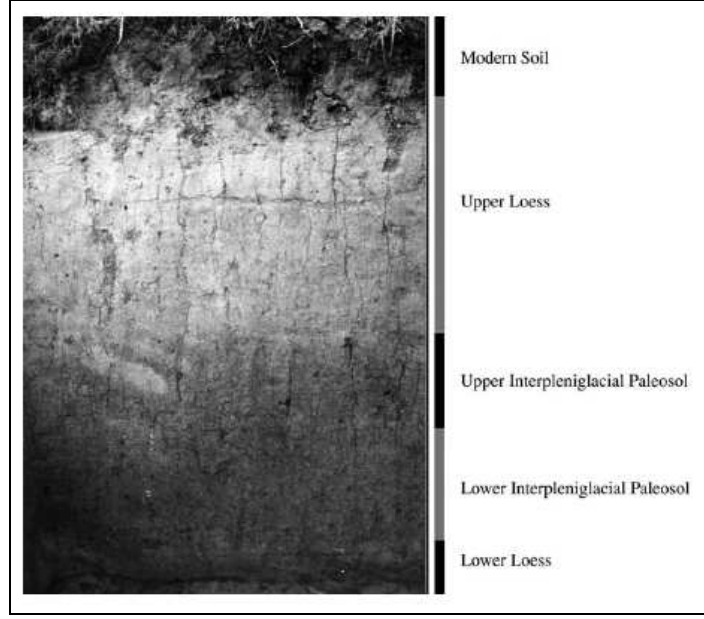 Modern Soil
Upper Loess
Upper Interpleniglacial Paleosol
Lower Interpleniglacial Paleosol
Lower Loess